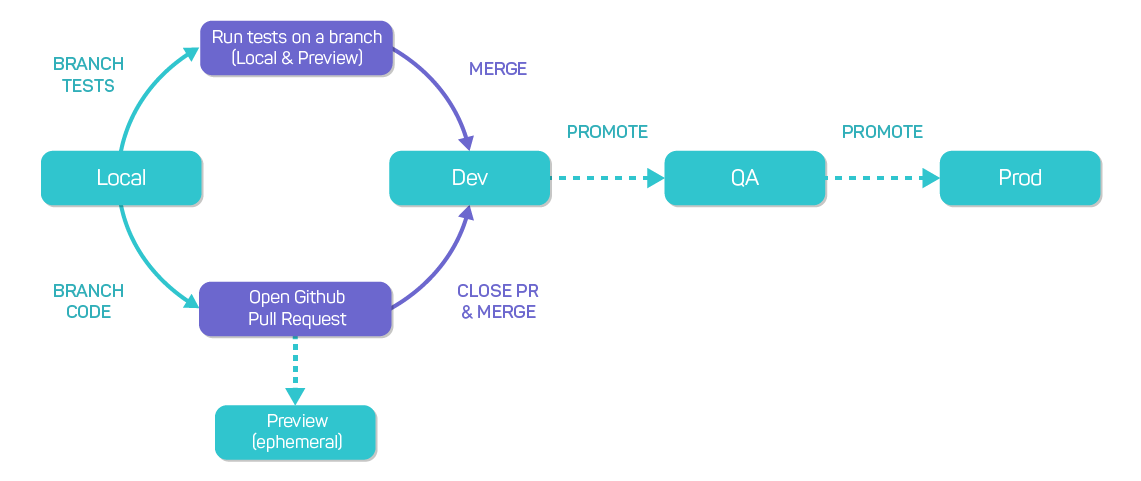 Run tests on a branch
(Local & Preview)
BRANCH
TESTS
MERGE
PROMOTE
PROMOTE
Local
Dev
QA
Prod
BRANCH
CODE
Open Github
Pull Request
CLOSE PR
& MERGE
Preview
(ephemeral)